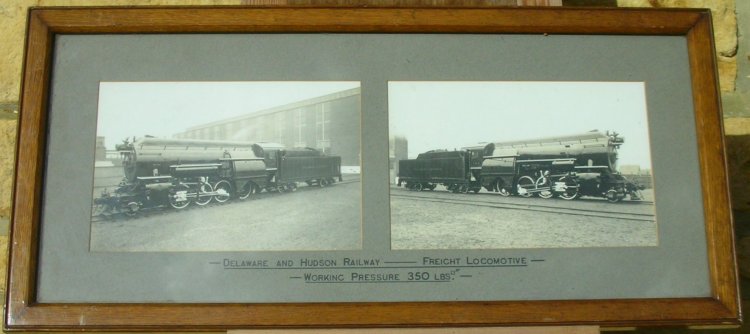 — Delaware and Hudson Railway — Freight Locomotive —
— Working Pressure 350 lbs □" —